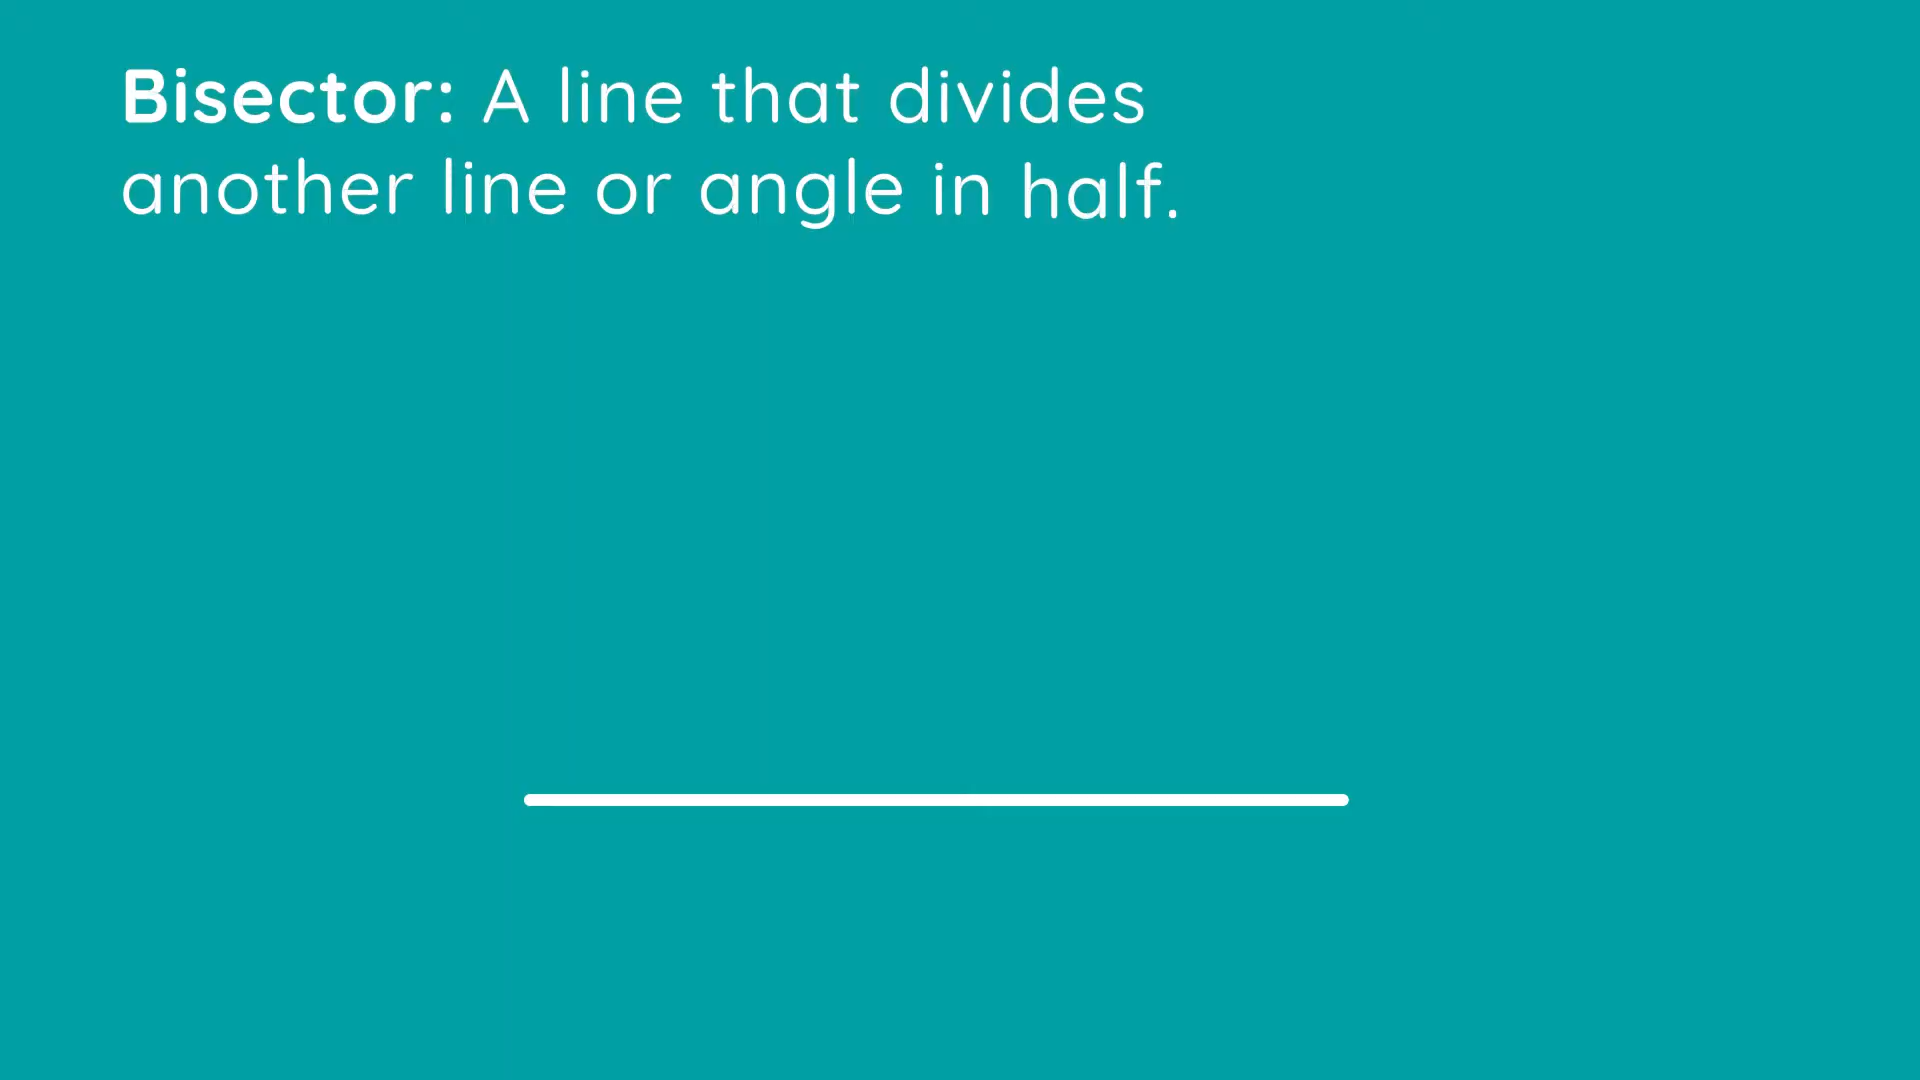 Bisector: A line that divides
another line or angle in half.